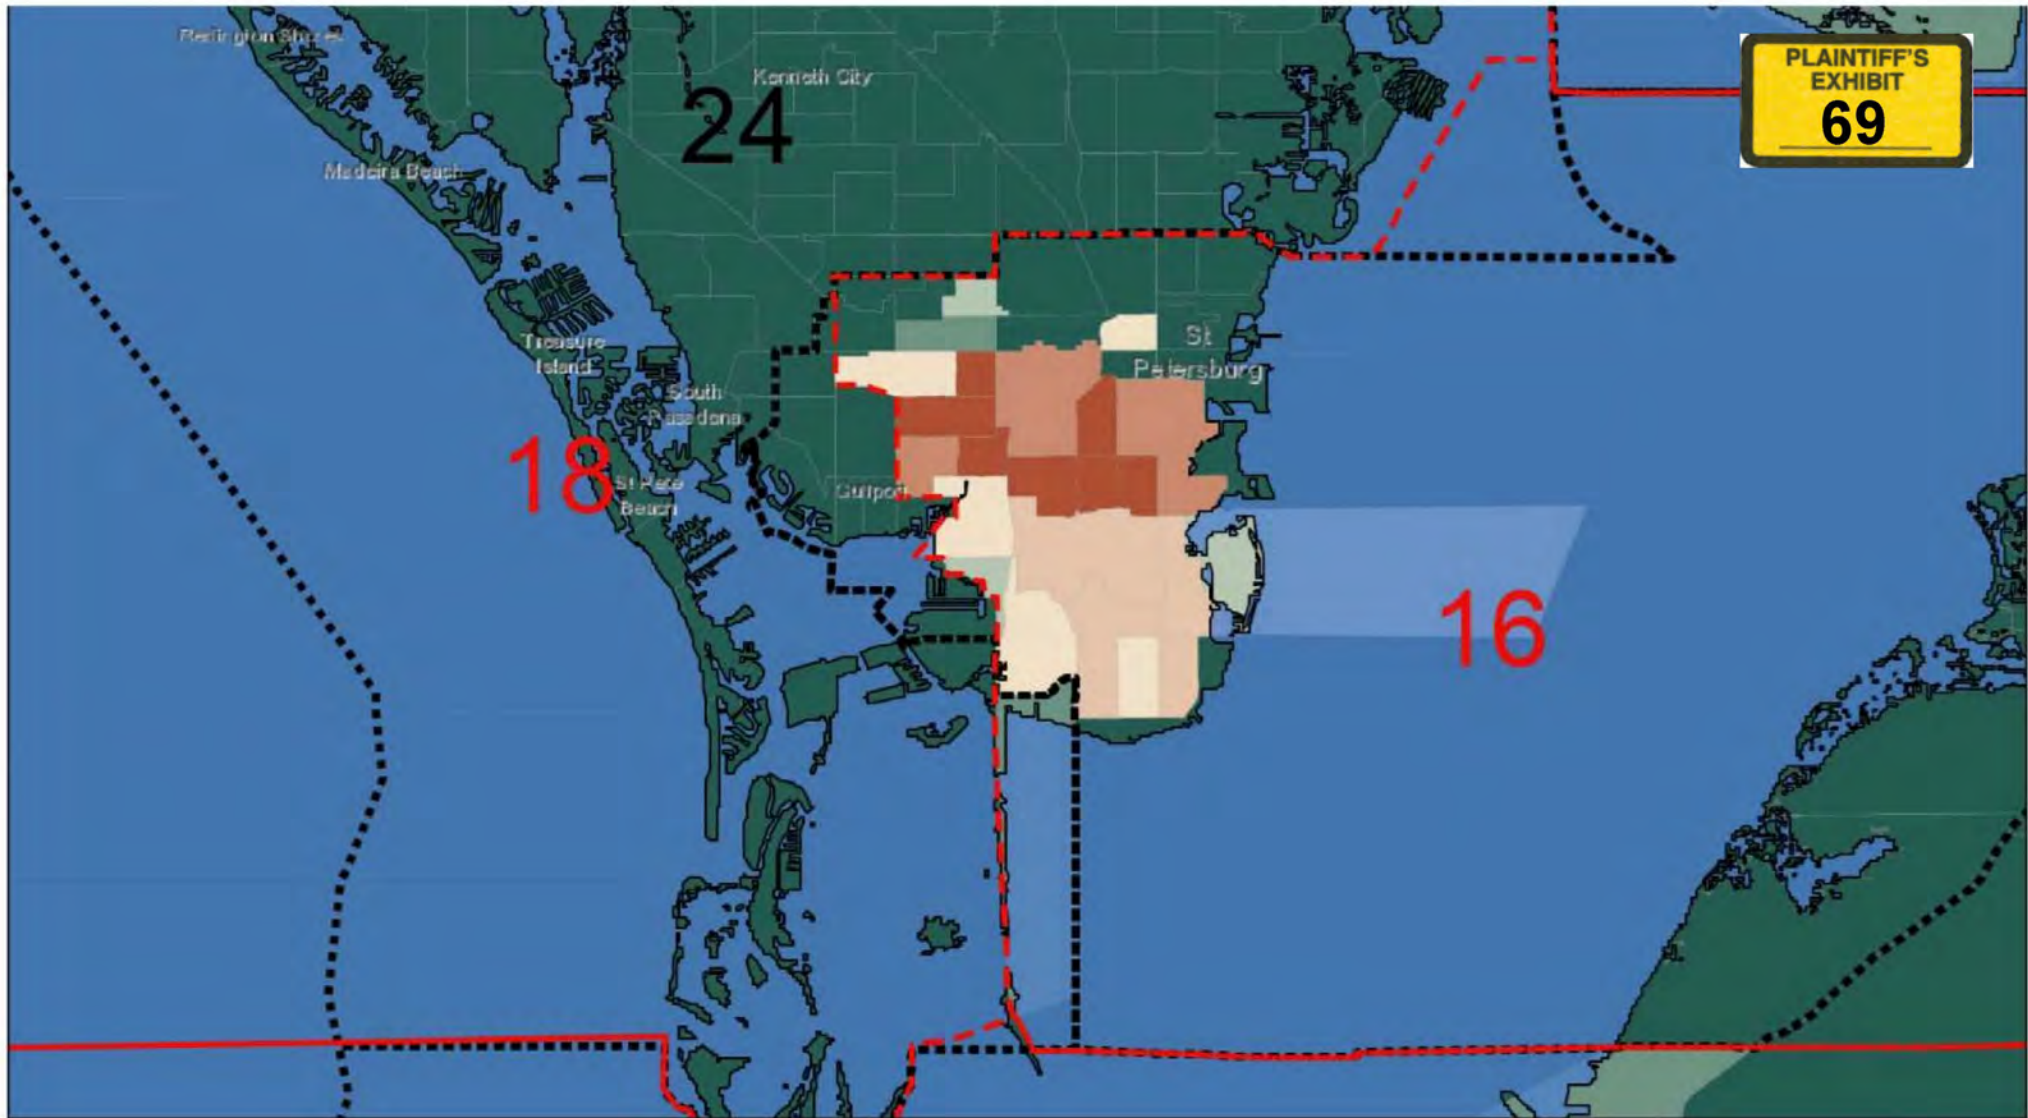 Redington Shores
PLAINTIFF'S
EXHIBIT
69
Kenneth City
24
Madeira Beach
St
Petersburg
Treasure
Island
South
Pasadena
18
St Pete
Beach
Gulfport
16